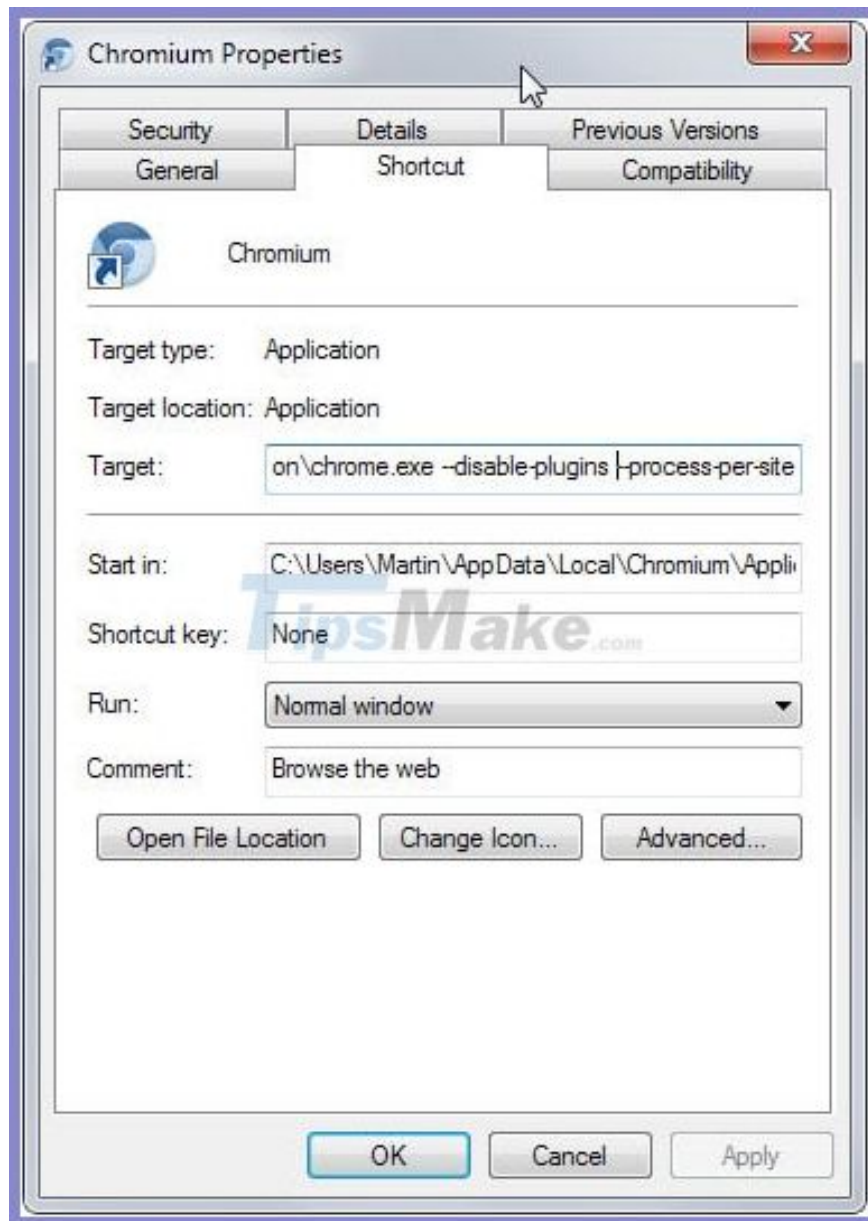 Chromium Properties
Security Details Previous Versions
General Shortcut Compatibility
Chromium
Target type: Application
Target location: Application
Target: on\chrome.exe --disable-plugins --process-per-site
Start in: C:\Users\Martin\AppData\Local\Chromium\Appli
TipsMake.com
Shortcut key: None
Run: Normal window
Comment: Browse the web
Open File Location Change Icon... Advanced...
OK Cancel Apply